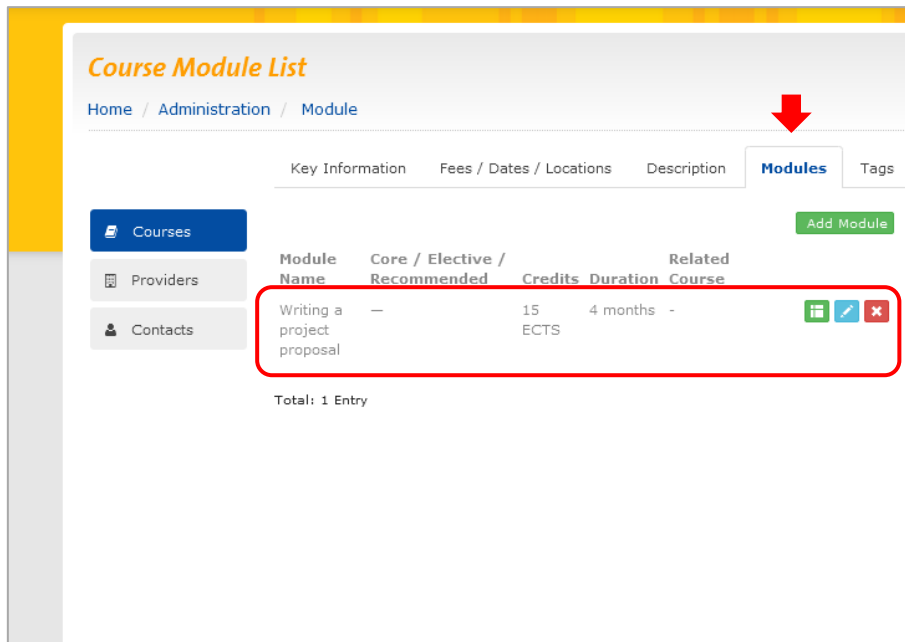 Course Module List
Home / Administration / Module
Key Information Fees / Dates / Locations Description Modules Tags
Add Module
Courses
Providers
Contacts
Module Name Core / Elective / Recommended Credits Duration Related Course
Writing a project proposal — 15 ECTS 4 months -
Total: 1 Entry